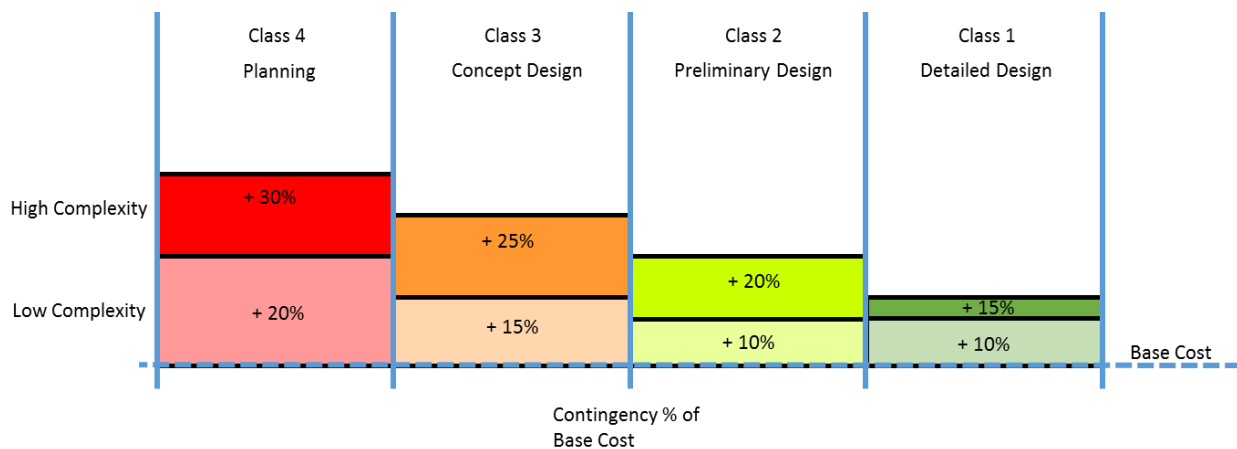 Class 4
Planning
Class 3
Concept Design
Class 2
Preliminary Design
Class 1
Detailed Design
High Complexity
+ 30%
+ 25%
+ 20%
+ 15%
Low Complexity
+ 20%
+ 15%
+ 10%
+ 10%
Base Cost
Contingency % of
Base Cost